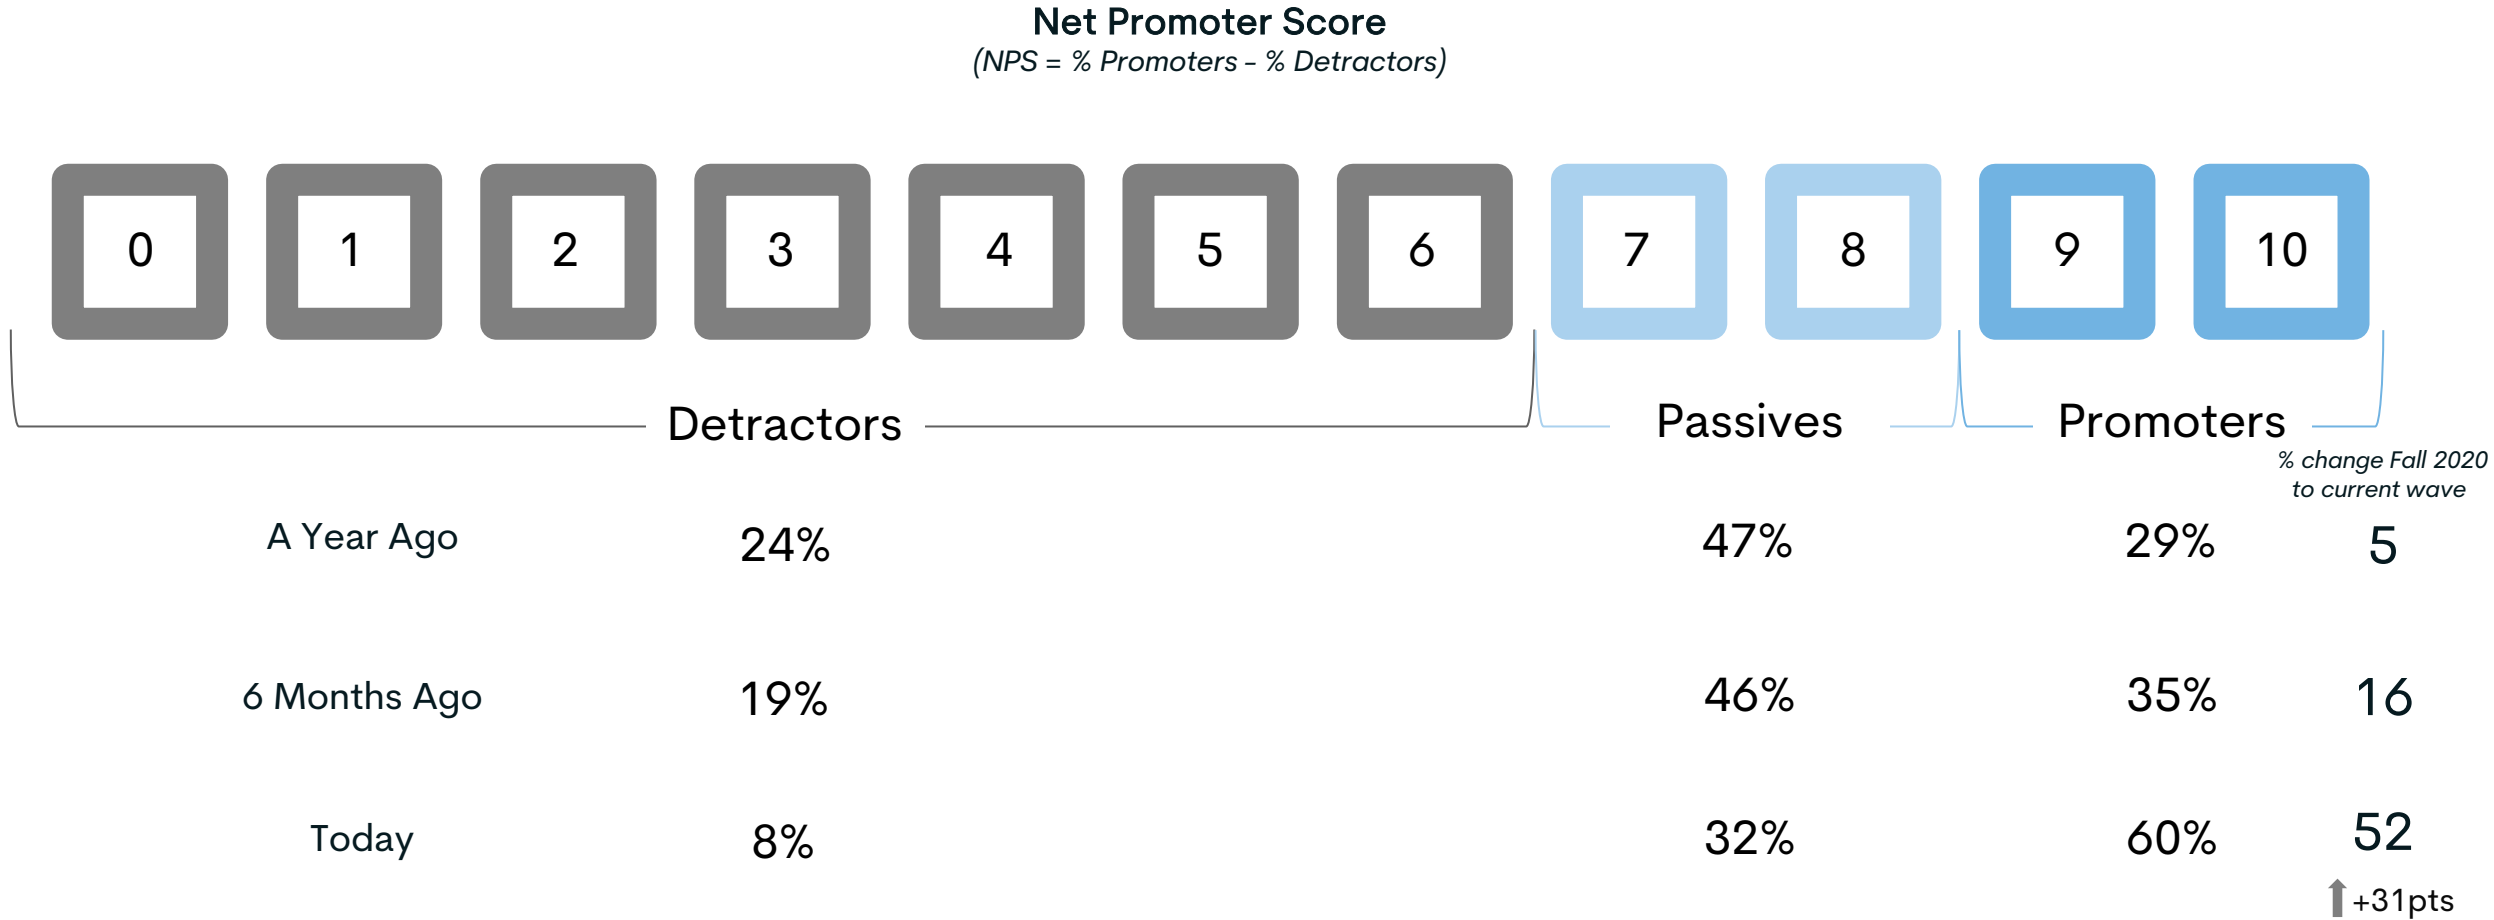 Net Promoter Score
(NPS = % Promoters - % Detractors)
0 1 2 3 4 5 6 7 8 9 10
Detractors Passives Promoters
% change Fall 2020
to current wave
A Year Ago 24% 47% 29% 5
6 Months Ago 19% 46% 35% 16
Today 8% 32% 60% 52
+31pts